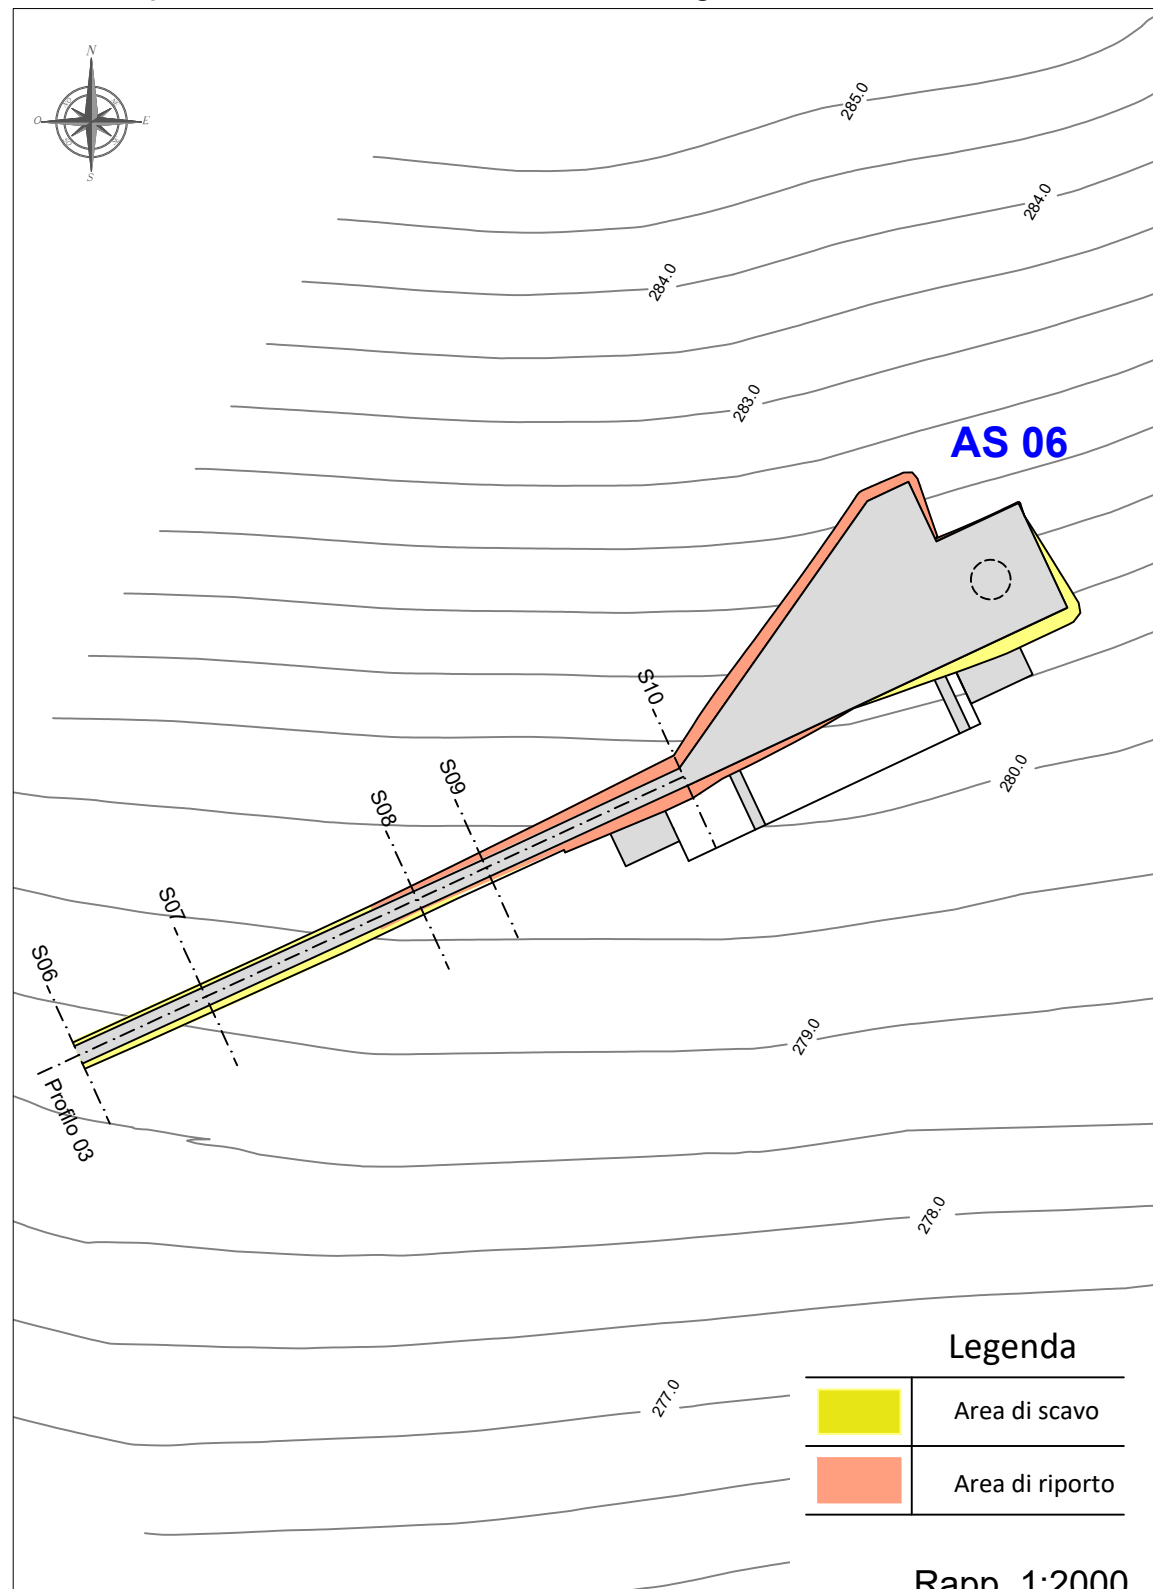 N
O
E
S
285.0
284.0
284.0
283.0
AS 06
S10
S09
280.0
S08
S07
S06
279.0
Profilo 03
278.0
277.0
Legenda
Area di scavo
Area di riporto
Rapp. 1:2000